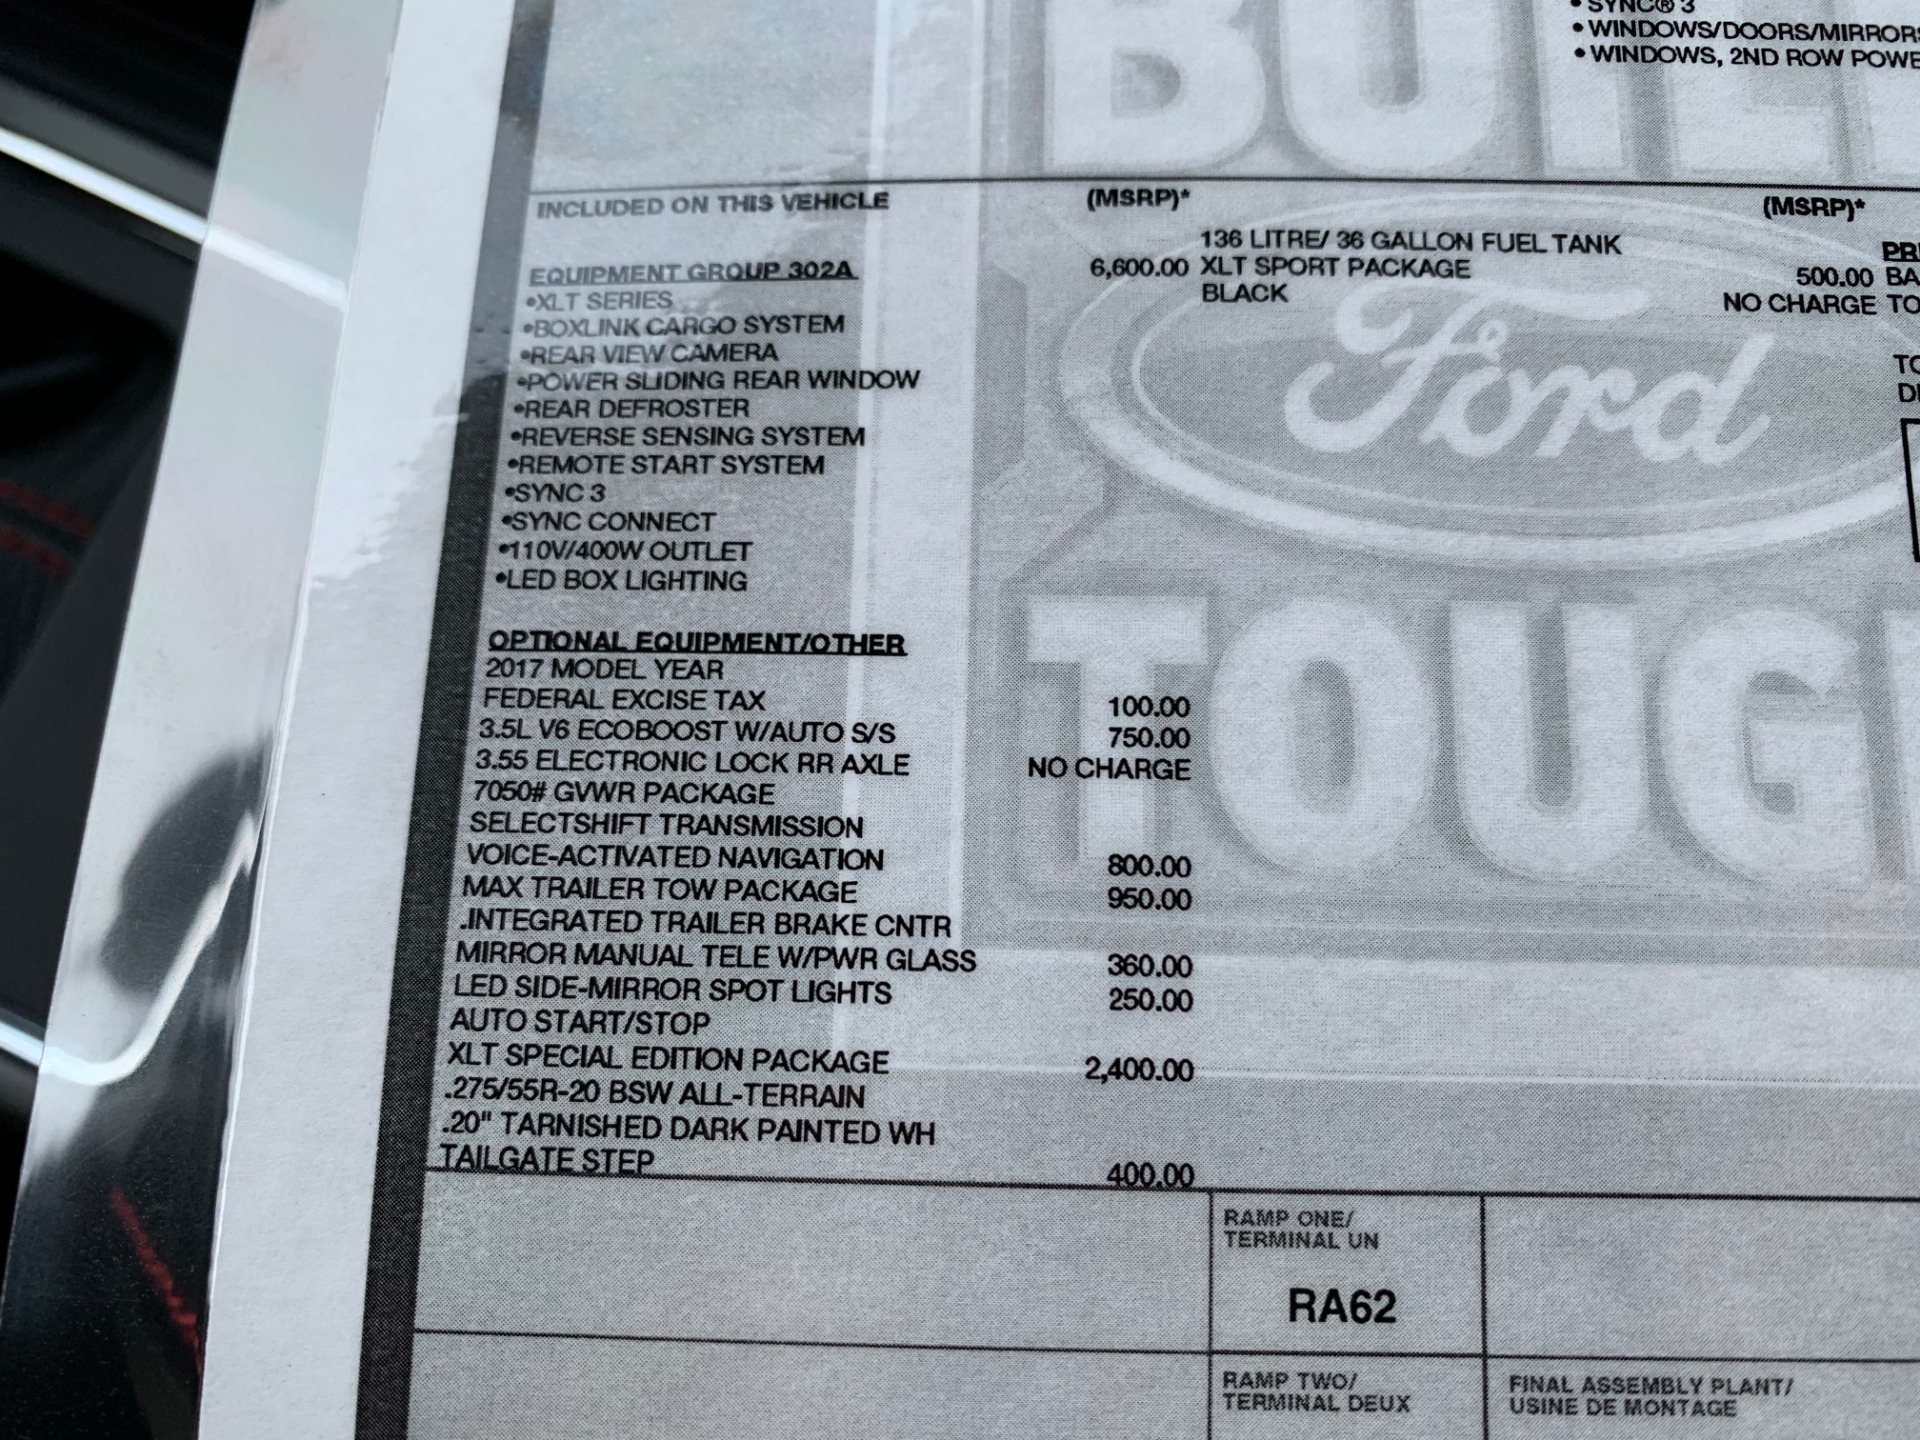 • SYNC® 3
• WINDOWS/DOORS/MIRRORS
• WINDOWS, 2ND ROW POWE
BUIL
INCLUDED ON THIS VEHICLE (MSRP)* (MSRP)*
136 LITRE/ 36 GALLON FUEL TANK
EQUIPMENT GROUP 302A 6,600.00 XLT SPORT PACKAGE 500.00 BA
•XLT SERIES BLACK NO CHARGE TO
•BOXLINK CARGO SYSTEM
•REAR VIEW CAMERA
•POWER SLIDING REAR WINDOW
•REAR DEFROSTER
•REVERSE SENSING SYSTEM
•REMOTE START SYSTEM
•SYNC 3
•SYNC CONNECT
•110V/400W OUTLET
•LED BOX LIGHTING
Ford
TOUGH
OPTIONAL EQUIPMENT/OTHER
2017 MODEL YEAR
FEDERAL EXCISE TAX 100.00
3.5L V6 ECOBOOST W/AUTO S/S 750.00
3.55 ELECTRONIC LOCK RR AXLE NO CHARGE
7050# GVWR PACKAGE
SELECTSHIFT TRANSMISSION
VOICE-ACTIVATED NAVIGATION 800.00
MAX TRAILER TOW PACKAGE 950.00
.INTEGRATED TRAILER BRAKE CNTR
MIRROR MANUAL TELE W/PWR GLASS 360.00
LED SIDE-MIRROR SPOT LIGHTS 250.00
AUTO START/STOP
XLT SPECIAL EDITION PACKAGE 2,400.00
.275/55R-20 BSW ALL-TERRAIN
.20" TARNISHED DARK PAINTED WH
TAILGATE STEP 400.00
RAMP ONE/
TERMINAL UN
RA62
RAMP TWO/
TERMINAL DEUX
FINAL ASSEMBLY PLANT/
USINE DE MONTAGE